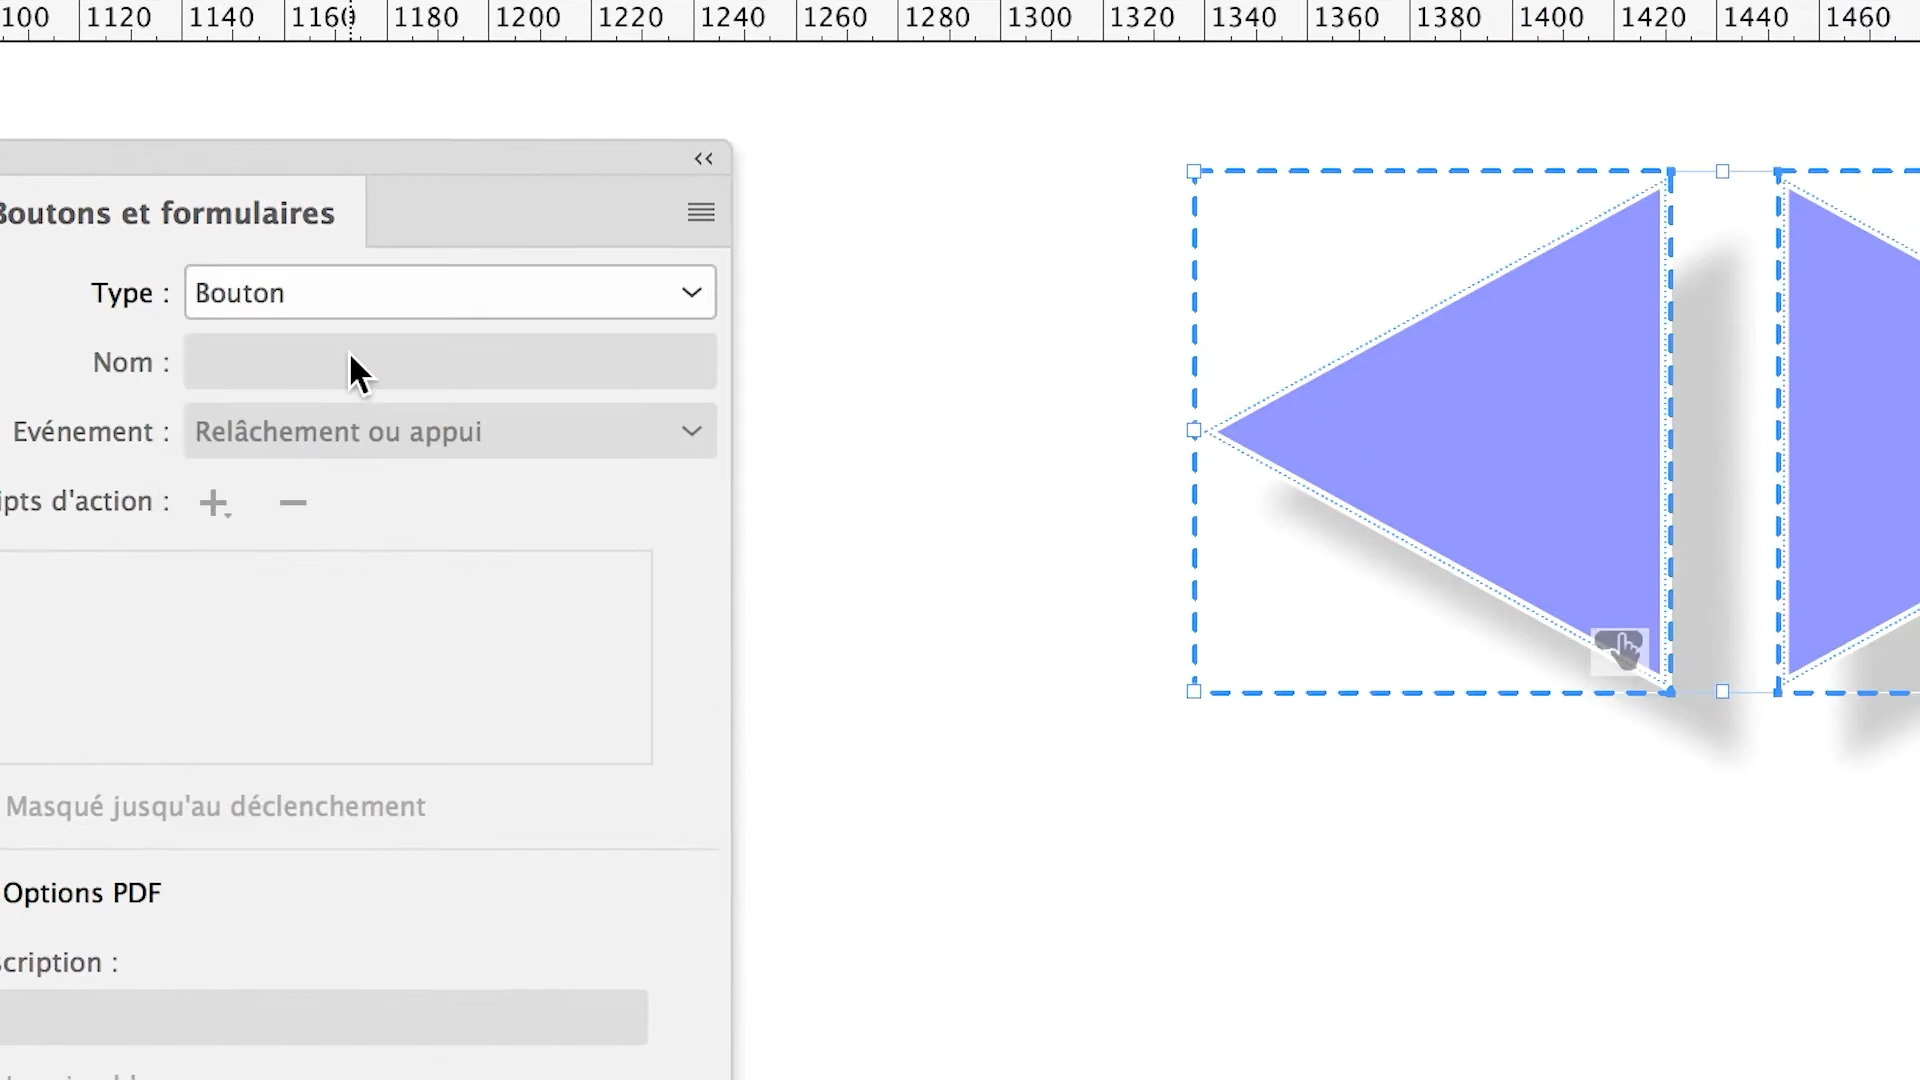 100 1120 1140 1160 1180 1200 1220 1240 1260 1280 1300 1320 1340 1360 1380 1400 1420 1440 1460
Boutons et formulaires
Type : Bouton
Nom :
Evénement : Relâchement ou appui
ipts d'action :
Masqué jusqu'au déclenchement
Options PDF
scription :